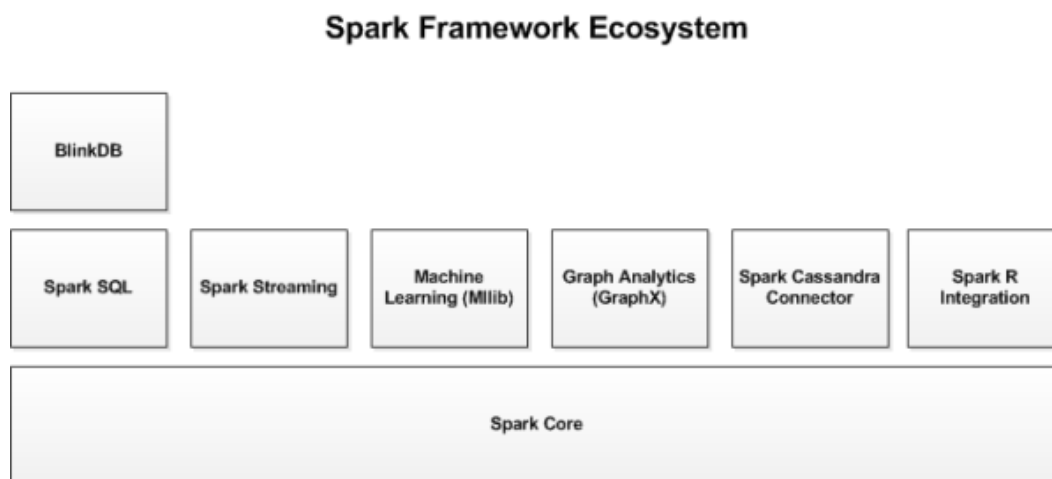 Spark Framework Ecosystem
BlinkDB
Spark SQL
Spark Streaming
Machine
Learning (Mllib)
Graph Analytics
(GraphX)
Spark Cassandra
Connector
Spark R
Integration
Spark Core